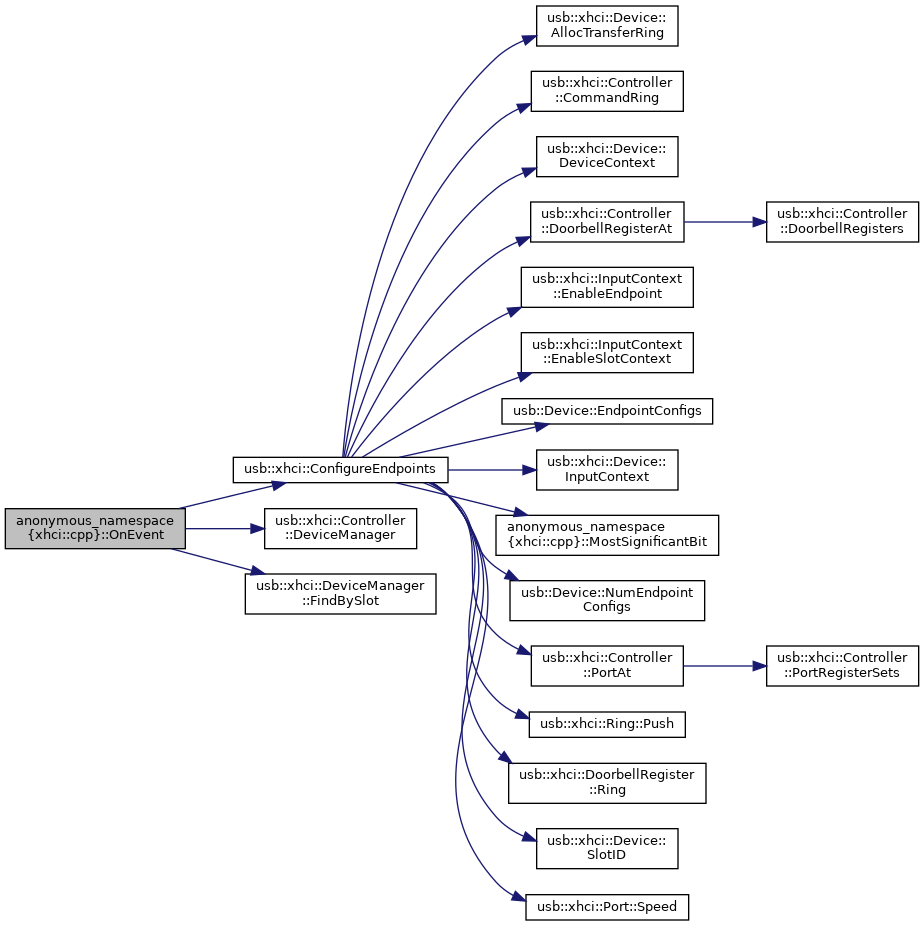 usb::xhci::Device::
AllocTransferRing
usb::xhci::Controller
::CommandRing
usb::xhci::Device::
DeviceContext
usb::xhci::Controller
::DoorbellRegisterAt
usb::xhci::Controller
::DoorbellRegisters
usb::xhci::InputContext
::EnableEndpoint
usb::xhci::InputContext
::EnableSlotContext
usb::Device::EndpointConfigs
usb::xhci::ConfigureEndpoints
usb::xhci::Device::
InputContext
anonymous_namespace
{xhci::cpp}::OnEvent
usb::xhci::Controller
::DeviceManager
anonymous_namespace
{xhci::cpp}::MostSignificantBit
usb::xhci::DeviceManager
::FindBySlot
usb::Device::NumEndpoint
Configs
usb::xhci::Controller
::PortAt
usb::xhci::Controller
::PortRegisterSets
usb::xhci::Ring::Push
usb::xhci::DoorbellRegister
::Ring
usb::xhci::Device::
SlotID
usb::xhci::Port::Speed